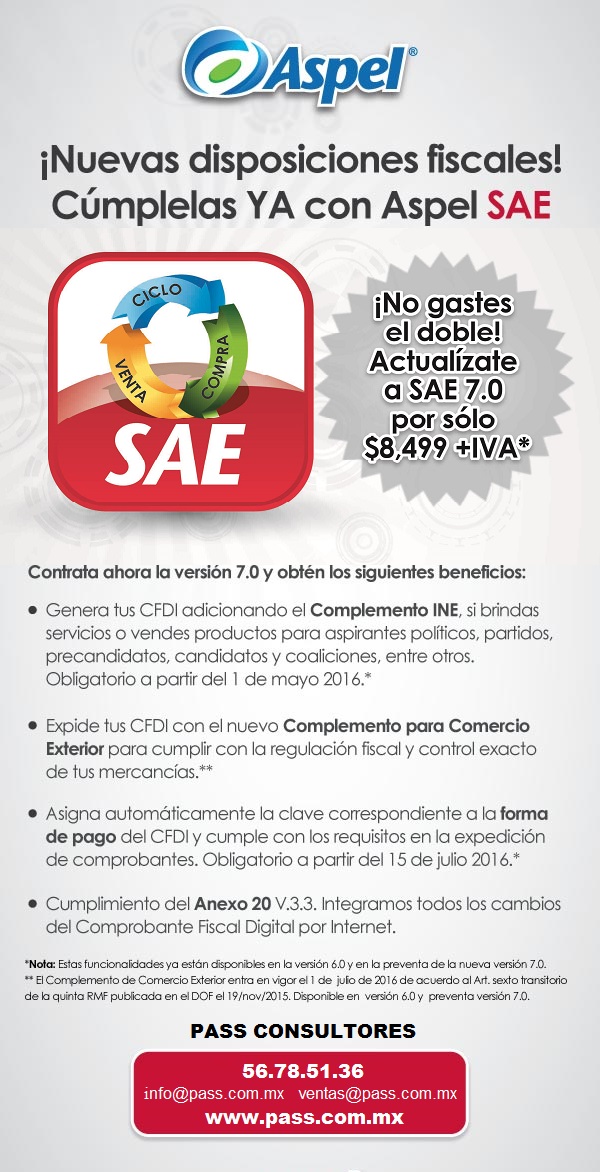 Aspel®
¡Nuevas disposiciones fiscales!
Cúmplelas YA con Aspel SAE
CICLO
COMPRA
VENTA
SAE
¡No gastes
el doble!
Actualízate
a SAE 7.0
por sólo
$8,499 +IVA*
Contrata ahora la versión 7.0 y obtén los siguientes beneficios:
• Genera tus CFDI adicionando el Complemento INE, si brindas
servicios o vendes productos para aspirantes políticos, partidos,
precandidatos, candidatos y coaliciones, entre otros.
Obligatorio a partir del 1 de mayo 2016.*
• Expide tus CFDI con el nuevo Complemento para Comercio
Exterior para cumplir con la regulación fiscal y control exacto
de tus mercancías.**
• Asigna automáticamente la clave correspondiente a la forma
de pago del CFDI y cumple con los requisitos en la expedición
de comprobantes. Obligatorio a partir del 15 de julio 2016.*
• Cumplimiento del Anexo 20 V.3.3. Integramos todos los cambios
del Comprobante Fiscal Digital por Internet.
*Nota: Estas funcionalidades ya están disponibles en la versión 6.0 y en la preventa de la nueva versión 7.0.
** El Complemento de Comercio Exterior entra en vigor el 1 de julio de 2016 de acuerdo al Art. sexto transitorio
de la quinta RMF publicada en el DOF el 19/nov/2015. Disponible en versión 6.0 y preventa versión 7.0.
PASS CONSULTORES
56.78.51.36
info@pass.com.mx ventas@pass.com.mx
www.pass.com.mx